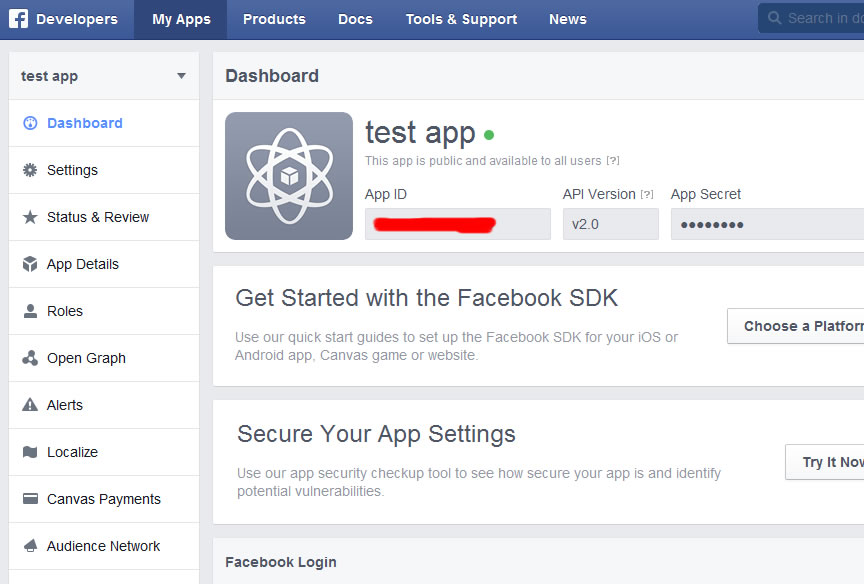 Developers
My Apps
Products
Docs
Tools & Support
News
Search in
test app
Dashboard
Settings
Status & Review
App Details
Roles
Open Graph
Alerts
Localize
Canvas Payments
Audience Network
Dashboard
test app
This app is public and available to all users [?]
App ID
API Version [?]
v2.0
App Secret
••••••••
Get Started with the Facebook SDK
Use our quick start guides to set up the Facebook SDK for your iOS or
Android app, Canvas game or website.
Choose a Platfor
Secure Your App Settings
Use our app security checkup tool to see how secure your app is and identify
potential vulnerabilities.
Try It Now
Facebook Login